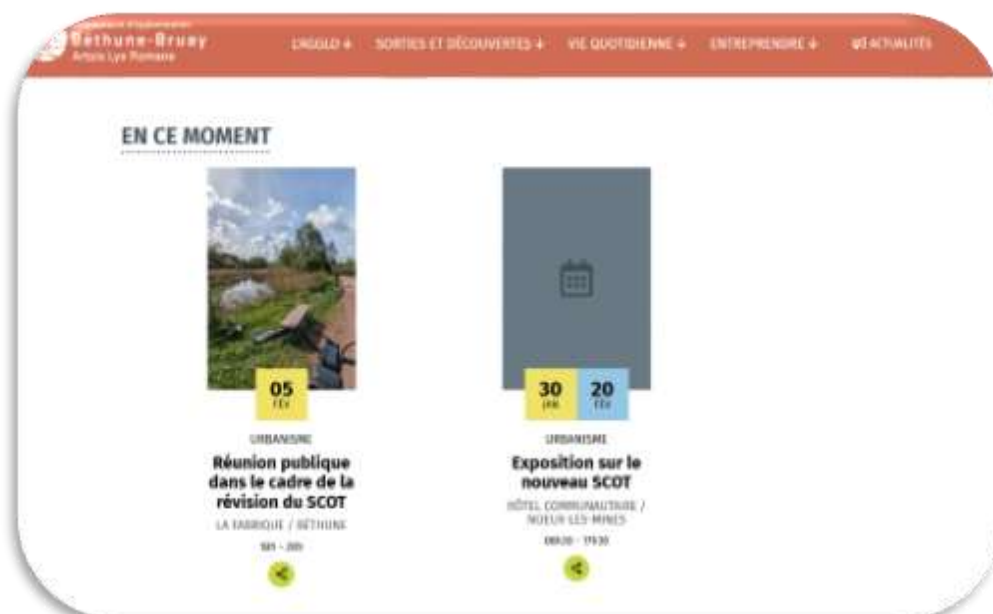 Béthune-Bruay
Artois Lys Romane
L'AGGLO SORTIES ET DÉCOUVERTES VIE QUOTIDIENNE ENTREPRENDRE ACTUALITÉS
EN CE MOMENT
05
FÉV
URBANISME
Réunion publique
dans le cadre de la
révision du SCOT
LA FABRIQUE / BÉTHUNE
30
JAN
20
FÉV
URBANISME
Exposition sur le
nouveau SCOT
HÔTEL COMMUNAUTAIRE /
NOEUX-LES-MINES